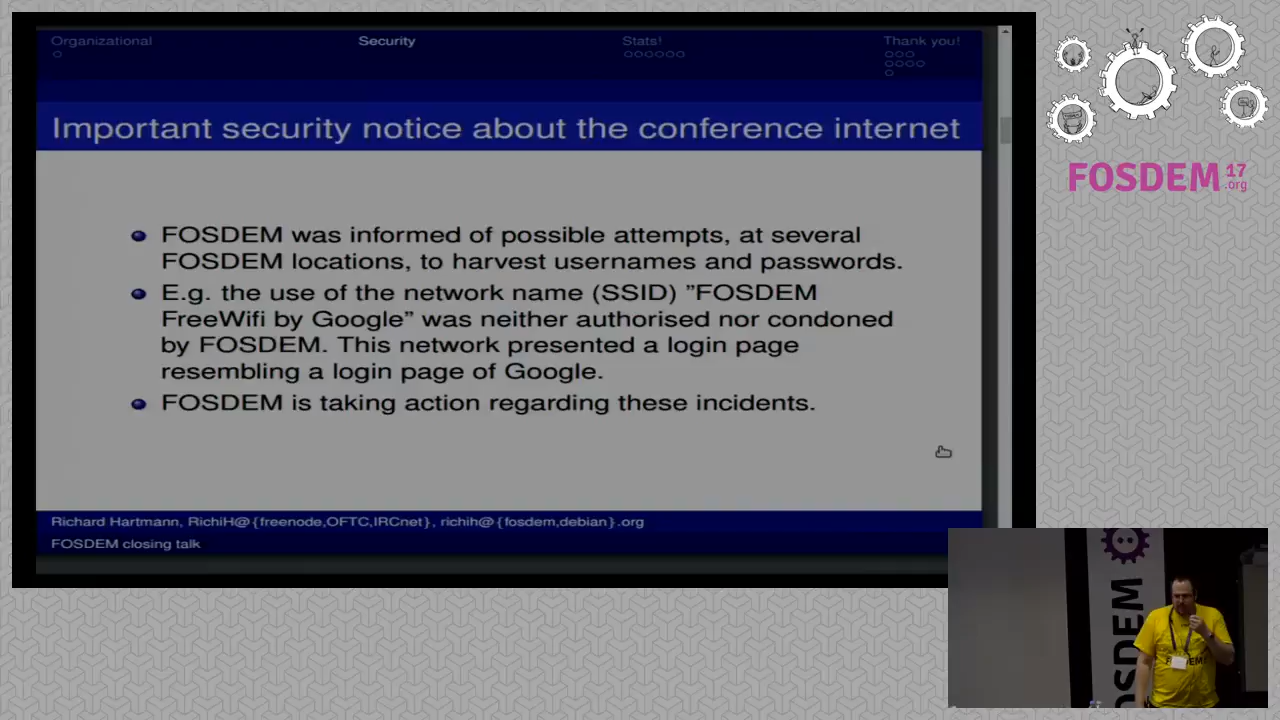 Organizational
Security
Stats!
Thank you!
Important security notice about the conference internet
FOSDEM was informed of possible attempts, at several
FOSDEM locations, to harvest usernames and passwords.
E.g. the use of the network name (SSID) ”FOSDEM
FreeWifi by Google” was neither authorised nor condoned
by FOSDEM. This network presented a login page
resembling a login page of Google.
FOSDEM is taking action regarding these incidents.
Richard Hartmann, RichiH@{freenode,OFTC,IRCnet}, richih@{fosdem,debian}.org
FOSDEM closing talk
FOSDEM 17
.org
OSDEM
FOSDEM